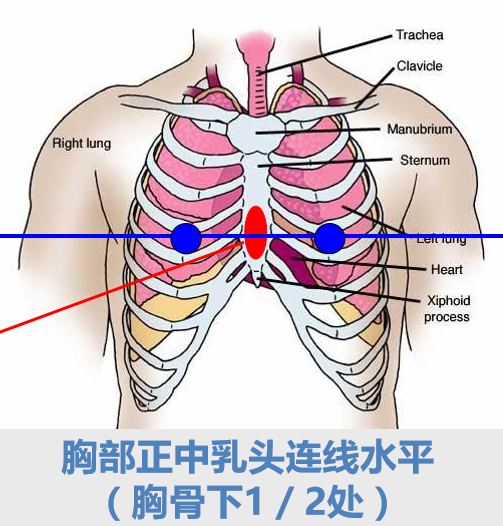 Trachea
Clavicle
Right lung
Manubrium
Sternum
Left lung
Heart
Xiphoid
process
胸部正中乳头连线水平
（胸骨下1／2处）